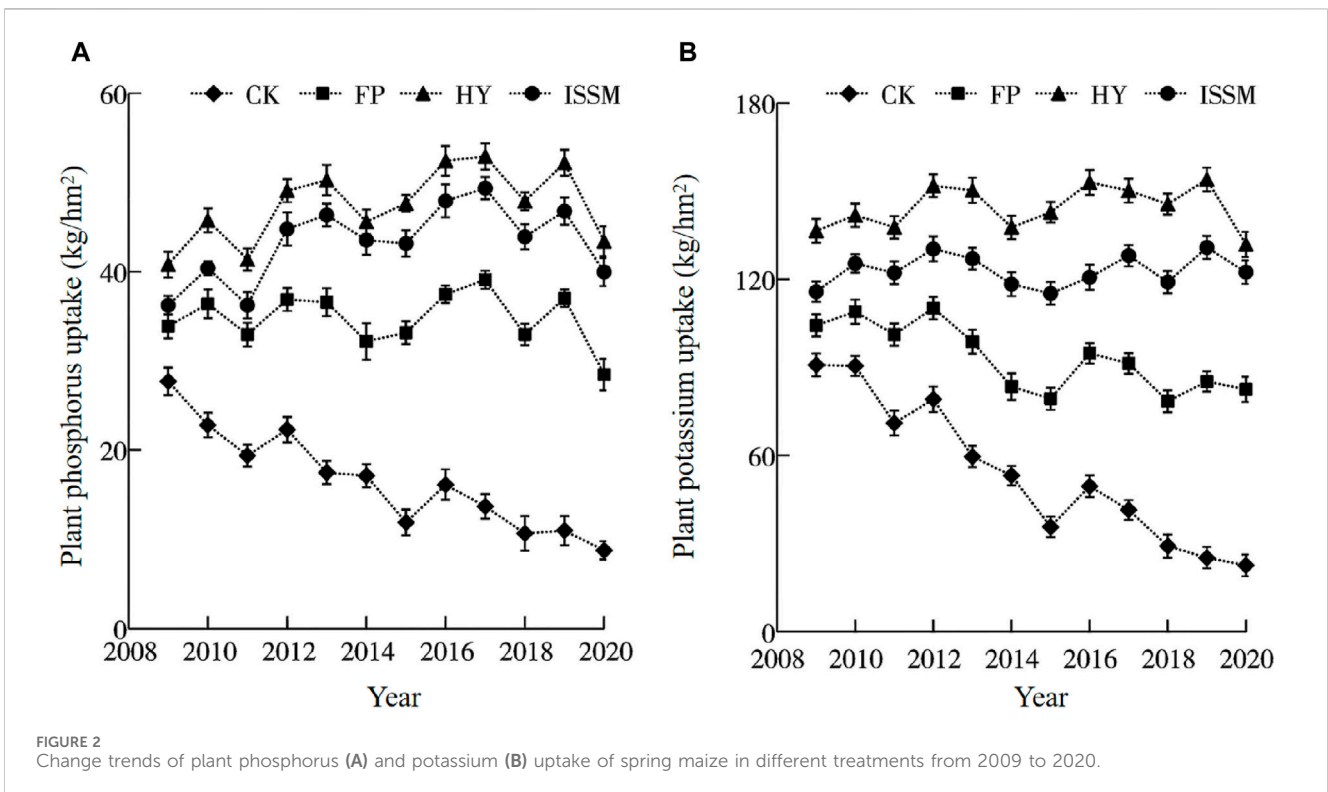 A
CK FP HY ISSM
60
40
20
0
2008 2010 2012 2014 2016 2018 2020
Year
Plant phosphorus uptake (kg/hm²)
B
CK FP HY ISSM
180
120
60
0
2008 2010 2012 2014 2016 2018 2020
Year
Plant potassium uptake (kg/hm²)
FIGURE 2
Change trends of plant phosphorus (A) and potassium (B) uptake of spring maize in different treatments from 2009 to 2020.